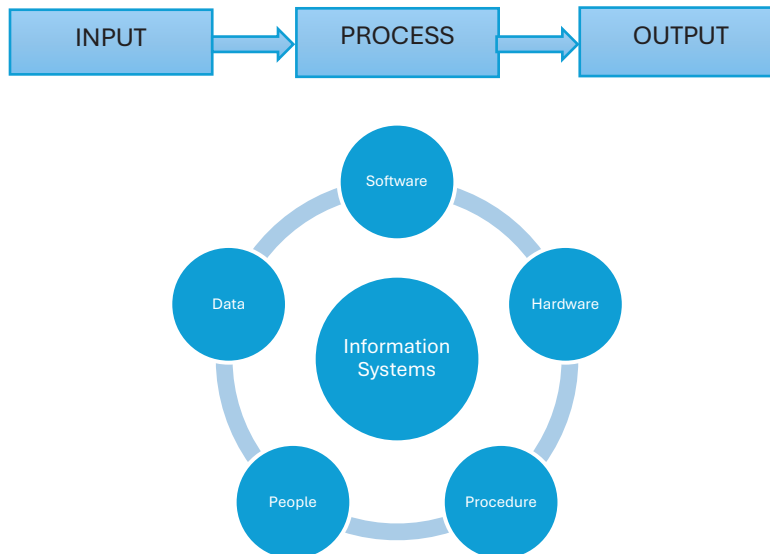 INPUT
PROCESS
OUTPUT
Software
Data
Hardware
Information
Systems
People
Procedure